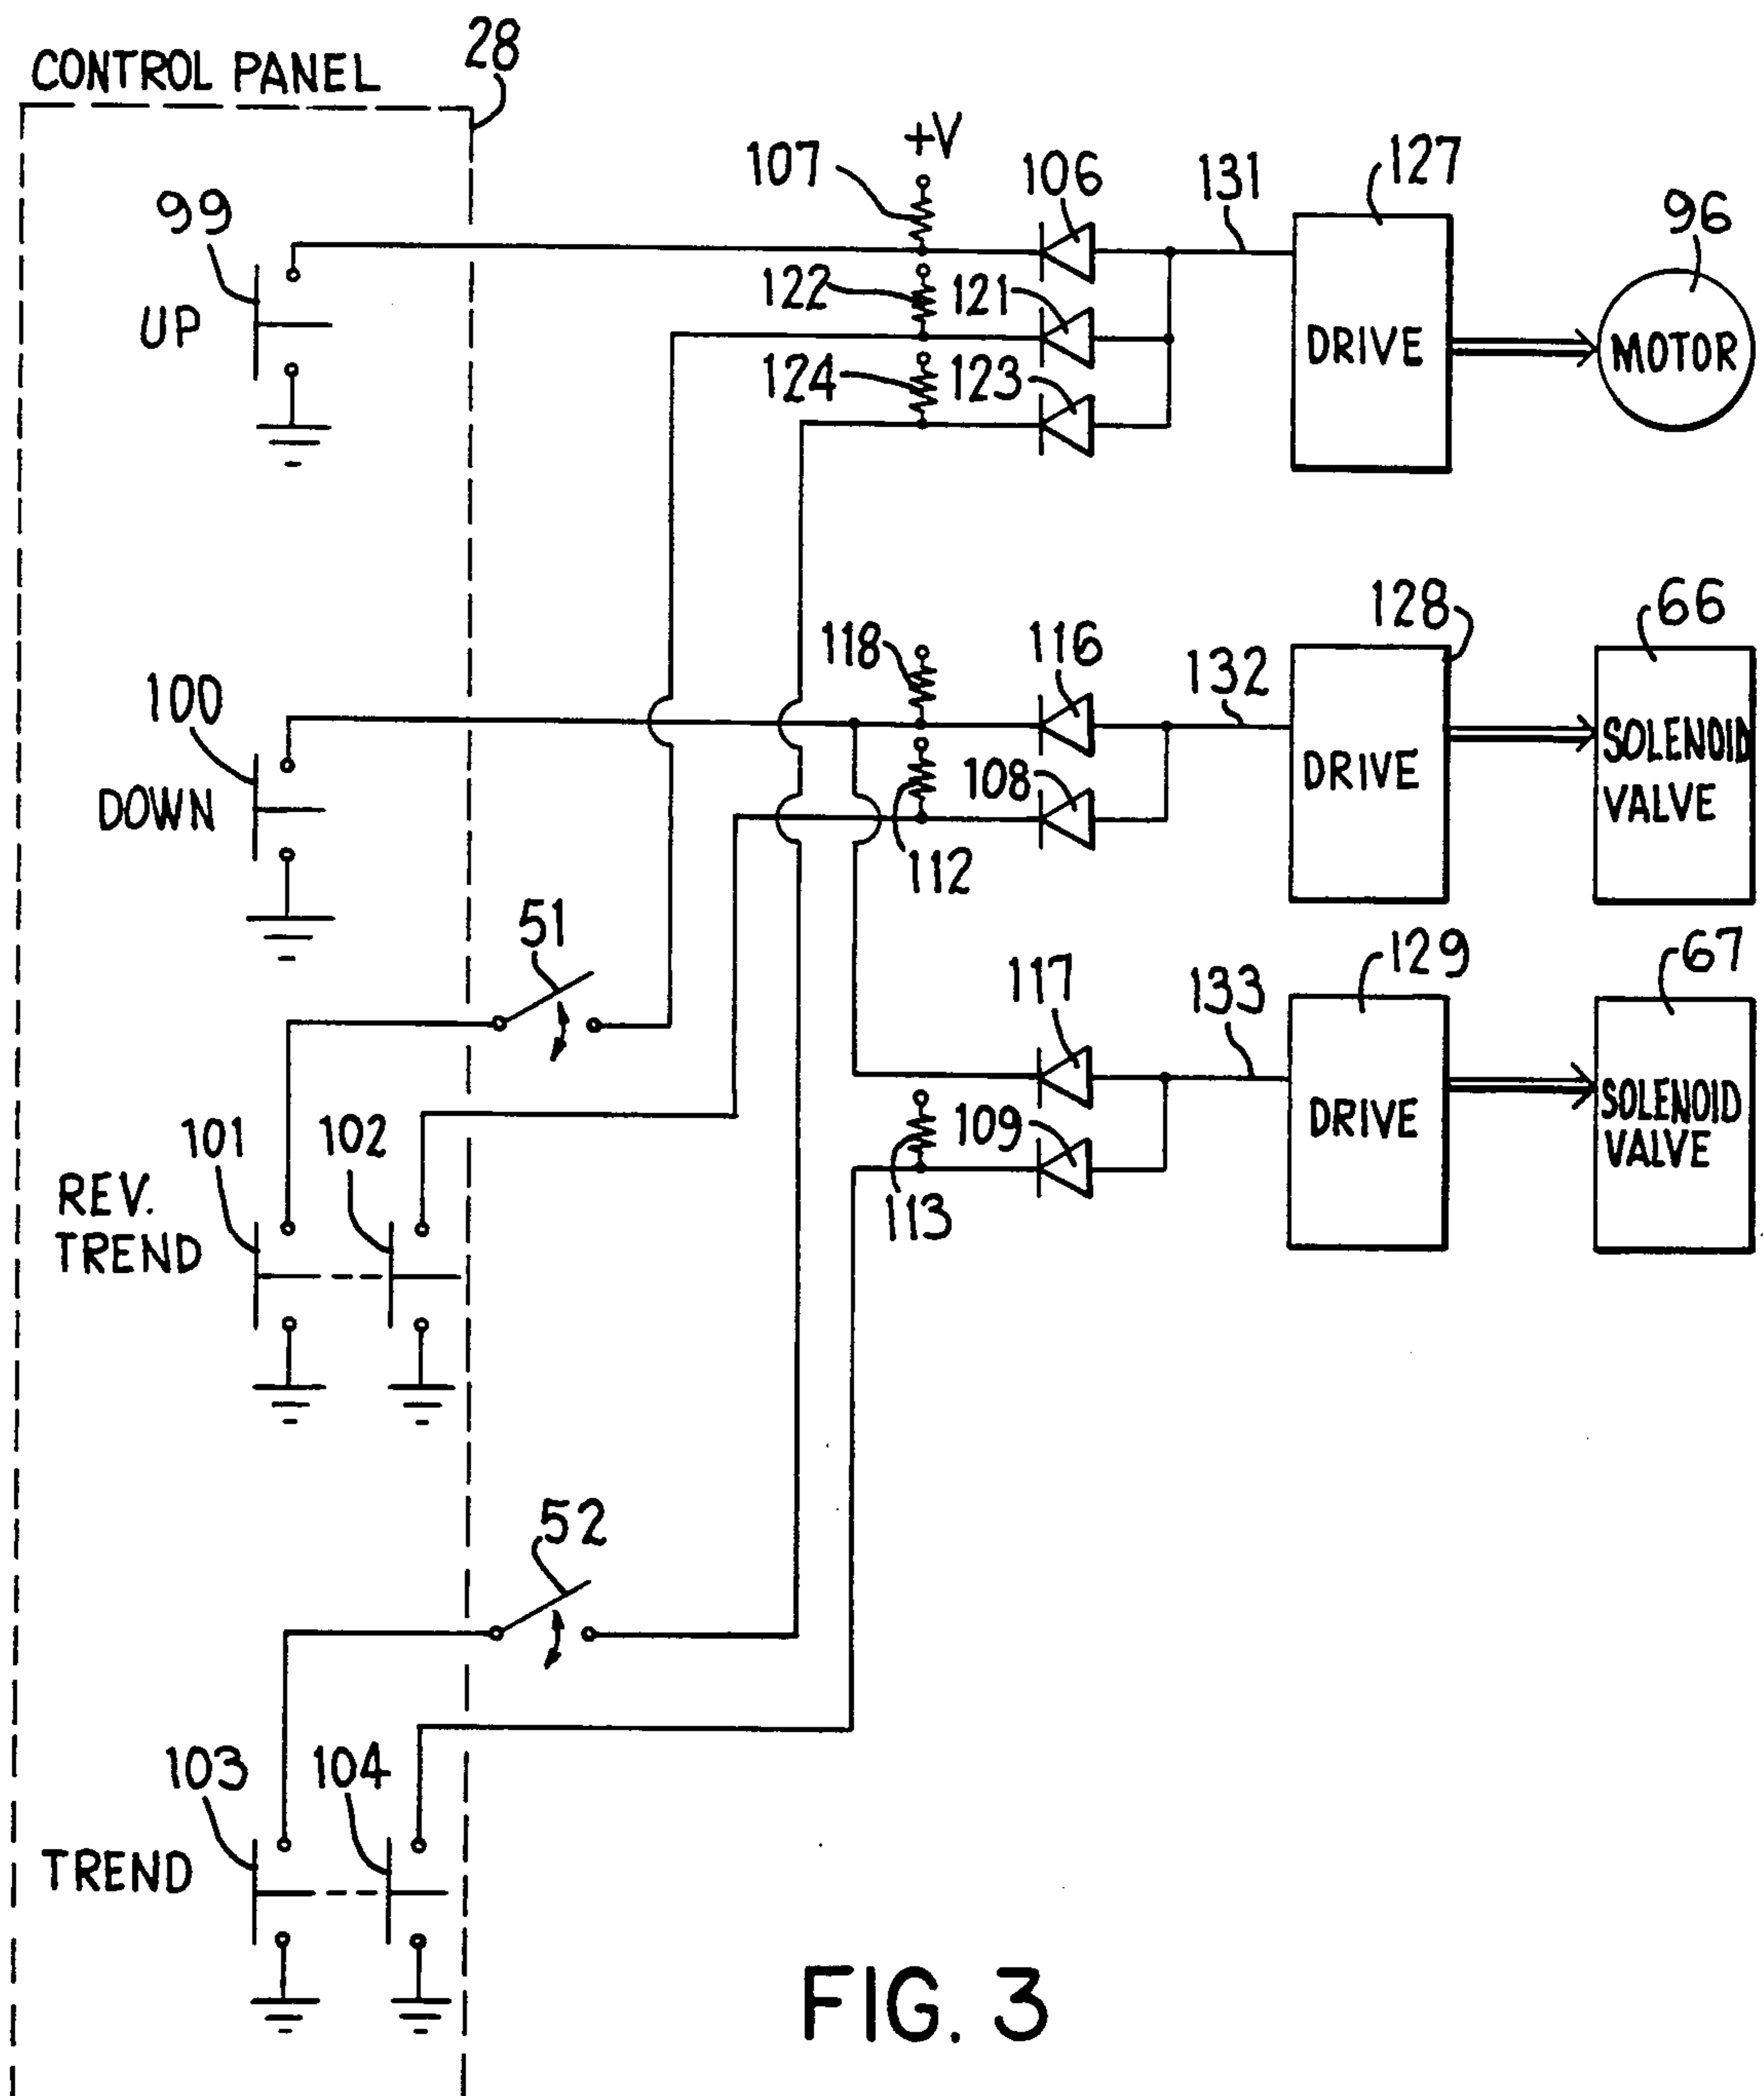 CONTROL PANEL
28
99
UP
107
+V
106
131
127
96
122
121
124
123
DRIVE
MOTOR
100
DOWN
118
116
132
128
66
108
112
DRIVE
SOLENOID
VALVE
51
117
133
129
67
109
113
DRIVE
SOLENOID
VALVE
101
102
REV.
TREND
52
103
104
TREND
FIG. 3